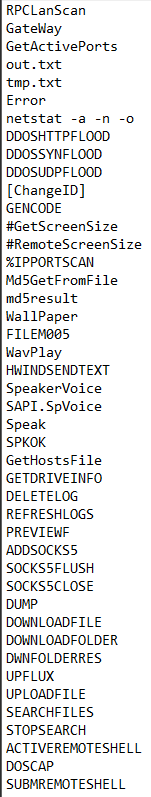 RPCLanScan
GateWay
GetActivePorts
out.txt
tmp.txt
Error
netstat -a -n -o
DDOSHTTPFLOOD
DDOSSYNFLOOD
DDOSUDPFLOOD
[ChangeID]
GENCODE
#GetScreenSize
#RemoteScreenSize
%IPPORTSCAN
Md5GetFromFile
md5result
WallPaper
FILEM005
WavPlay
HWINDSENDTEXT
SpeakerVoice
SAPI.SpVoice
Speak
SPKOK
GetHostsFile
GETDRIVEINFO
DELETELOG
REFRESHLOGS
PREVIEWF
ADDSOCKS5
SOCKS5FLUSH
SOCKS5CLOSE
DUMP
DOWNLOADFILE
DOWNLOADFOLDER
DWNFOLDERRES
UPFLUX
UPLOADFILE
SEARCHFILES
STOPSEARCH
ACTIVEREMOTESHELL
DOSCAP
SUBMREMOTESHELL